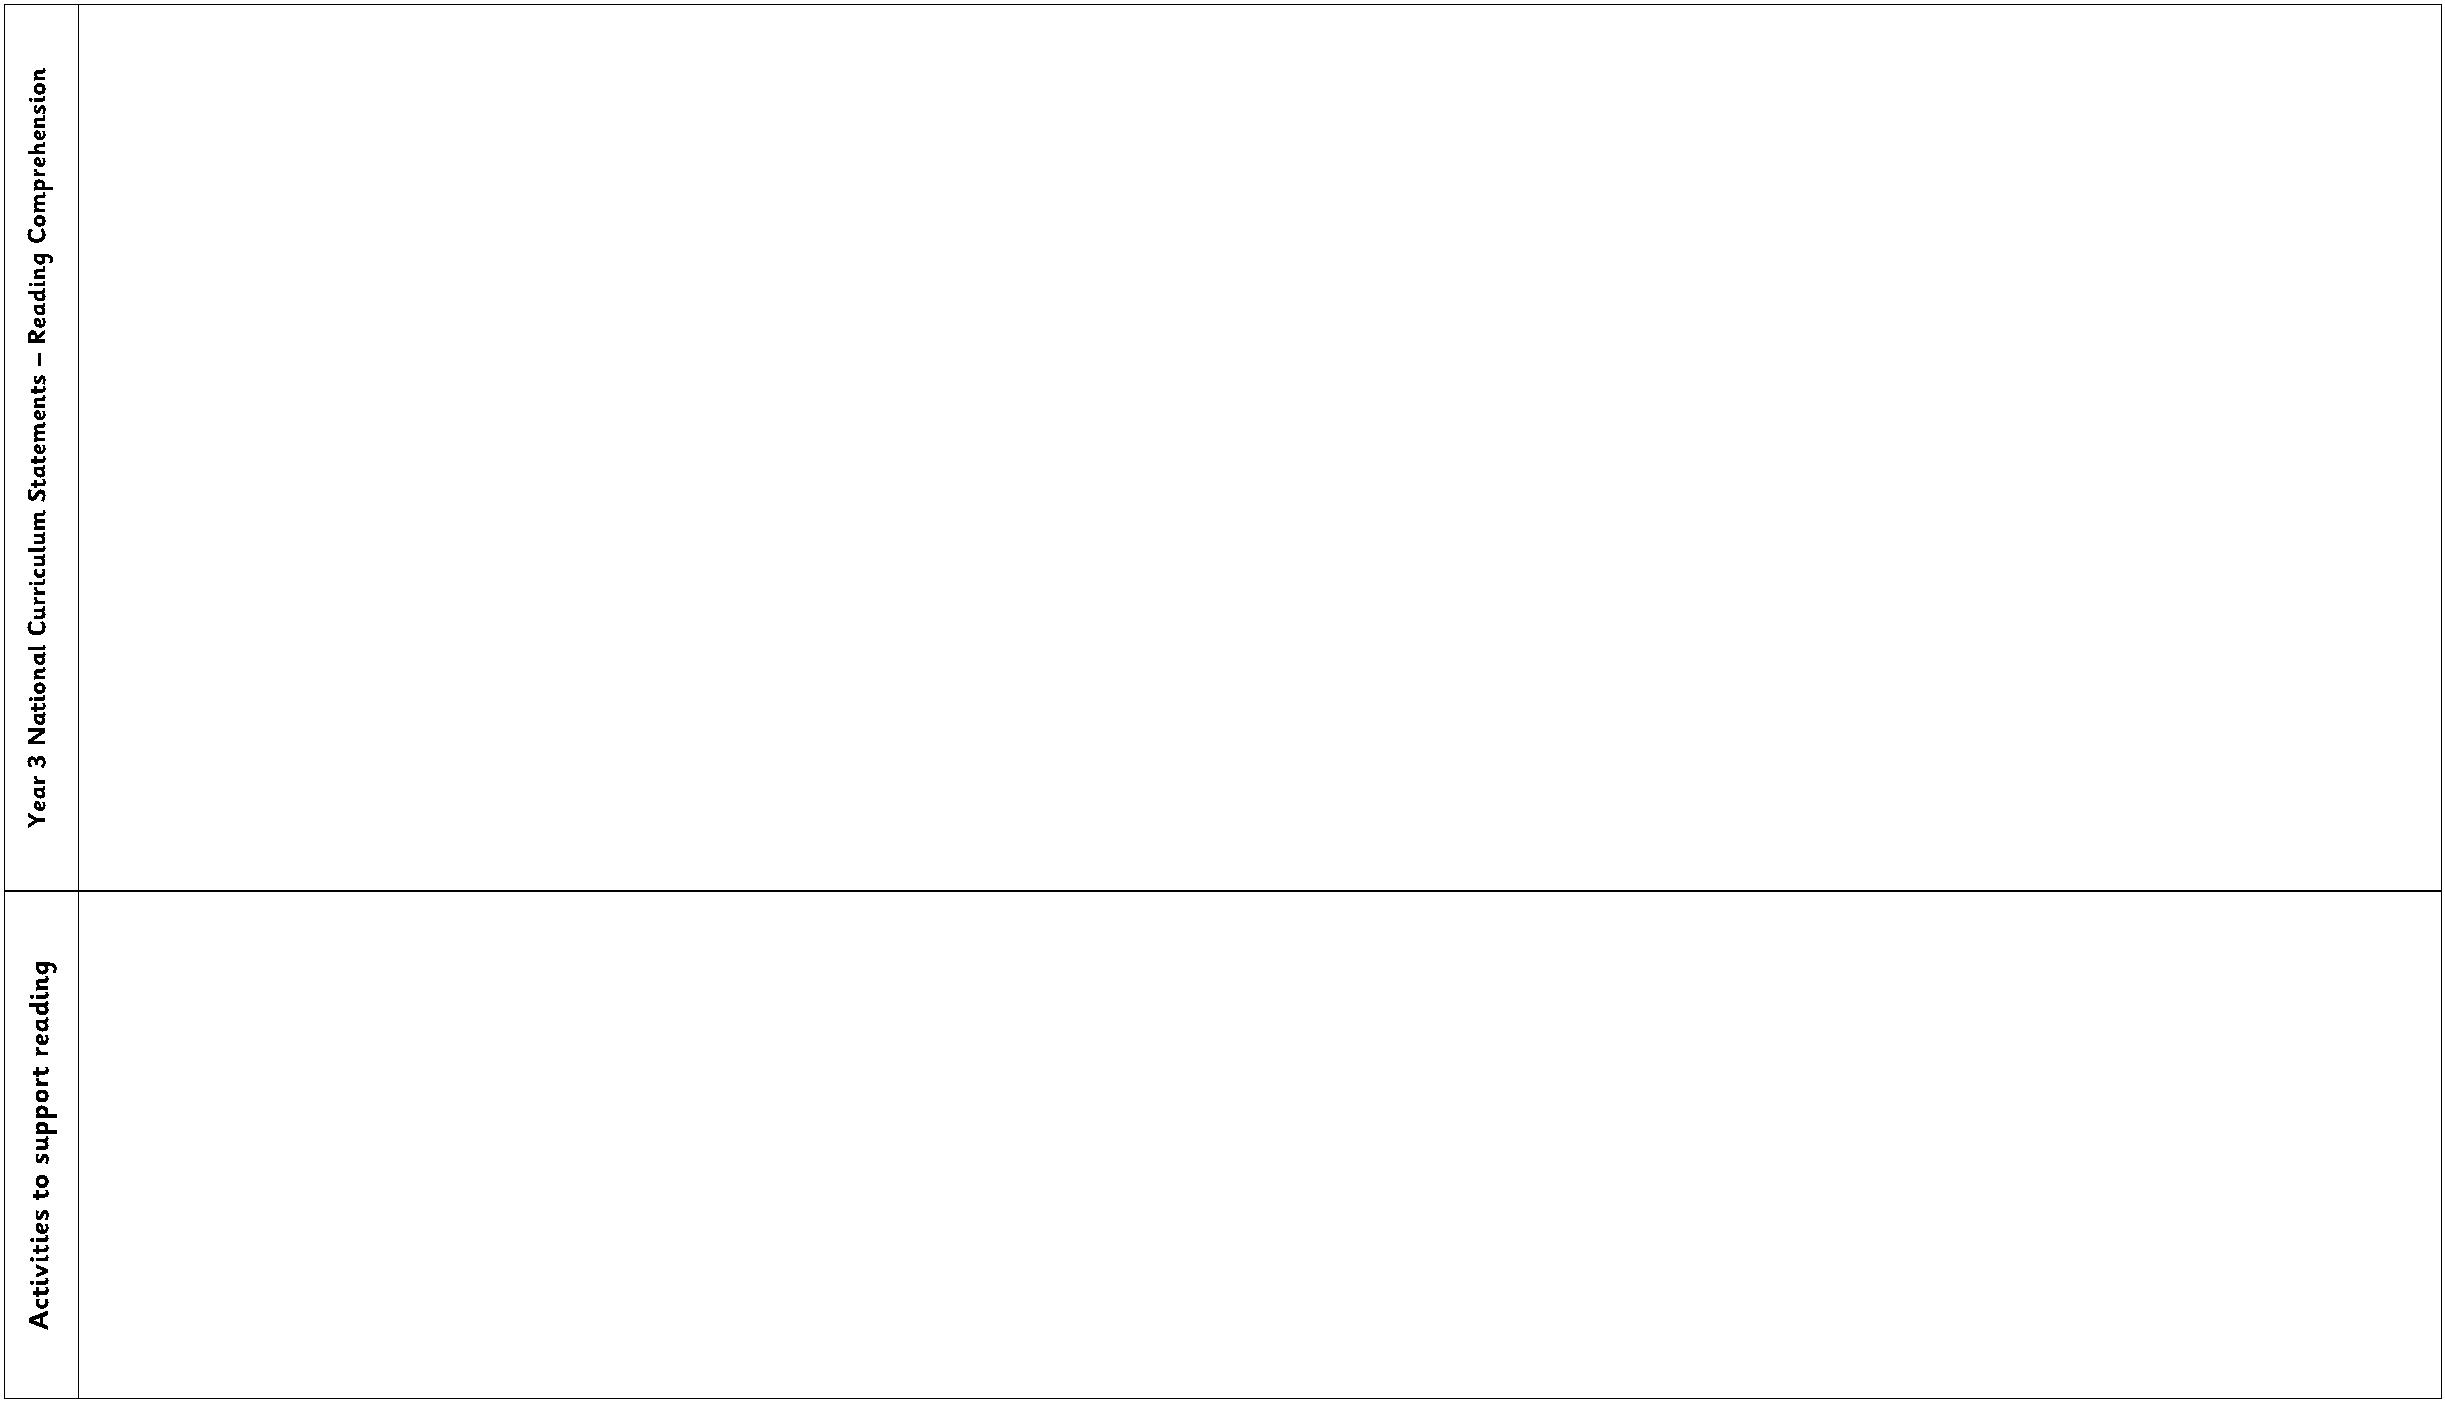 Year 3 National Curriculum Statements – Reading Comprehension
Activities to support reading